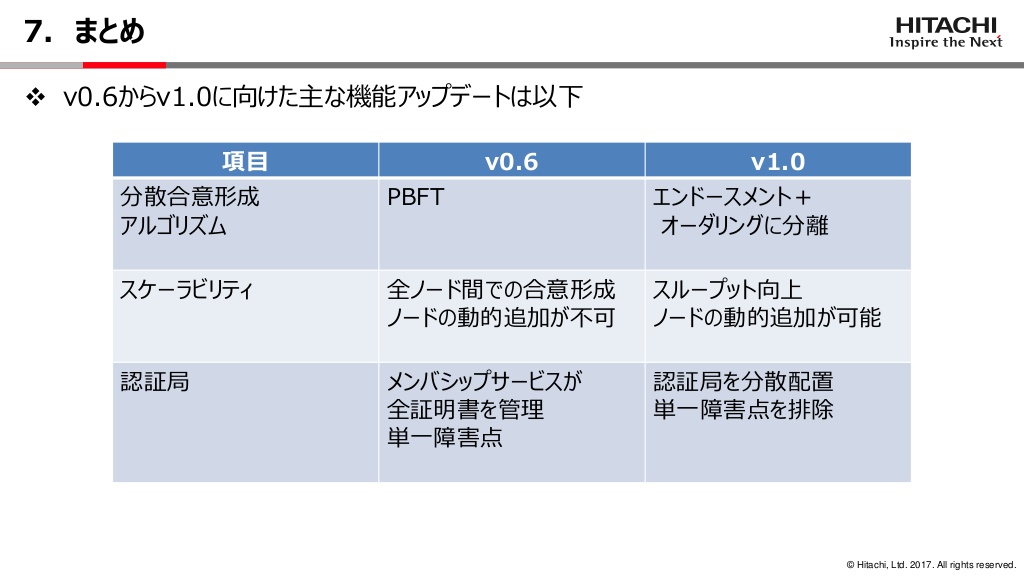 7. まとめ
HITACHI
Inspire the Next
❖ v0.6からv1.0に向けた主な機能アップデートは以下
項目
v0.6
v1.0
分散合意形成
アルゴリズム
PBFT
エンドースメント＋
オーダリングに分離
スケーラビリティ
全ノード間での合意形成
ノードの動的追加が不可
スループット向上
ノードの動的追加が可能
認証局
メンバシップサービスが
全証明書を管理
単一障害点
認証局を分散配置
単一障害点を排除
© Hitachi, Ltd. 2017. All rights reserved.